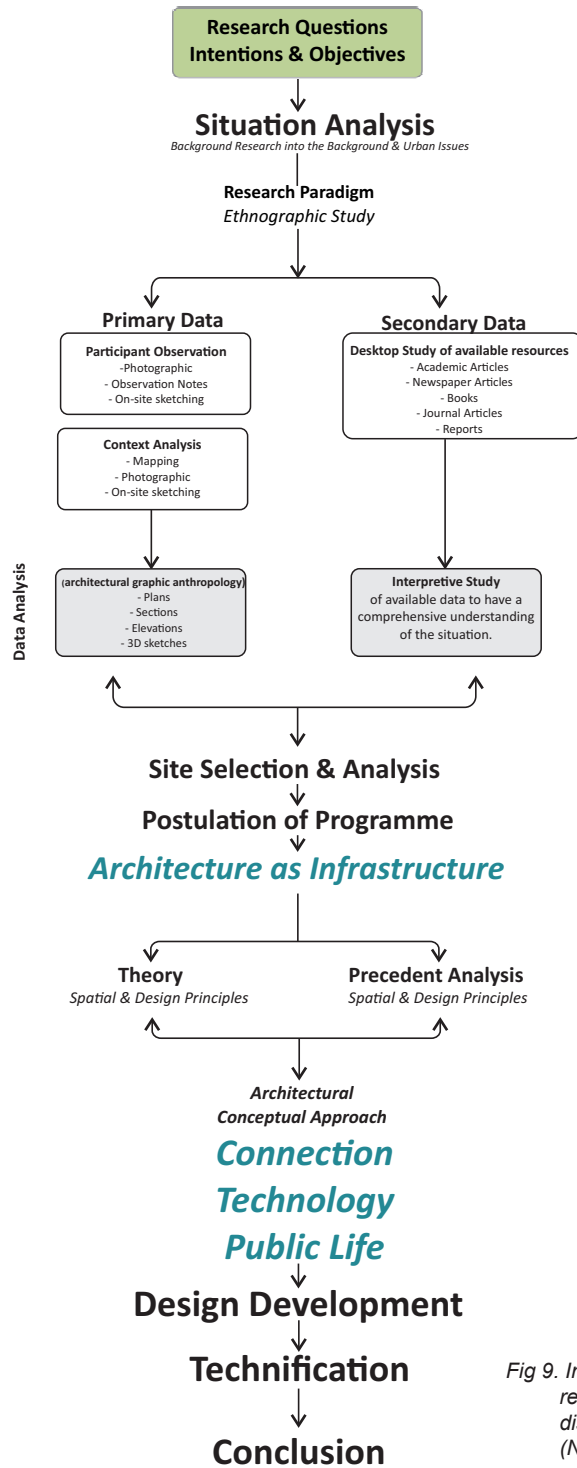 Research Questions
Intentions & Objectives
Situation Analysis
Background Research into the Background & Urban Issues
Research Paradigm
Ethnographic Study
Primary Data
Participant Observation
-Photographic
- Observation Notes
- On-site sketching
Context Analysis
- Mapping
- Photographic
- On-site sketching
Secondary Data
Desktop Study of available resources
- Academic Articles
- Newspaper Articles
- Books
- Journal Articles
- Reports
Data Analysis
(architectural graphic anthropology)
- Plans
- Sections
- Elevations
- 3D sketches
Interpretive Study
of available data to have a
comprehensive understanding
of the situation.
Site Selection & Analysis
Postulation of Programme
Architecture as Infrastructure
Theory
Spatial & Design Principles
Precedent Analysis
Spatial & Design Principles
Architectural
Conceptual Approach
Connection
Technology
Public Life
Design Development
Technification
Conclusion
Fig 9.